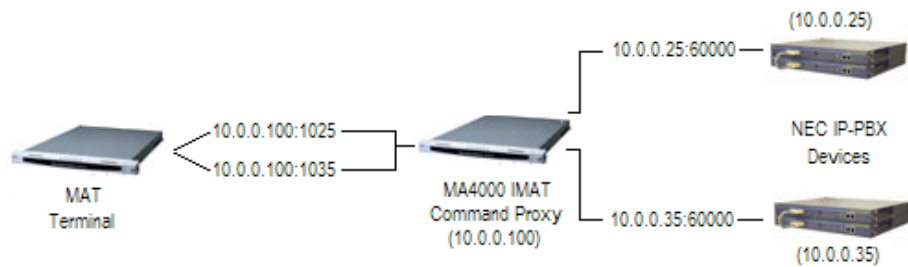 (10.0.0.25)
10.0.0.25:60000
NEC IP-PBX
Devices
10.0.0.100:1025
10.0.0.100:1035
MAT
Terminal
MA4000 IMAT
Command Proxy
(10.0.0.100)
10.0.0.35:60000
(10.0.0.35)